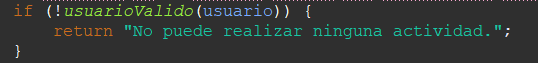 if (!usuarioValido(usuario)) {
    return "No puede realizar ninguna actividad.";
}